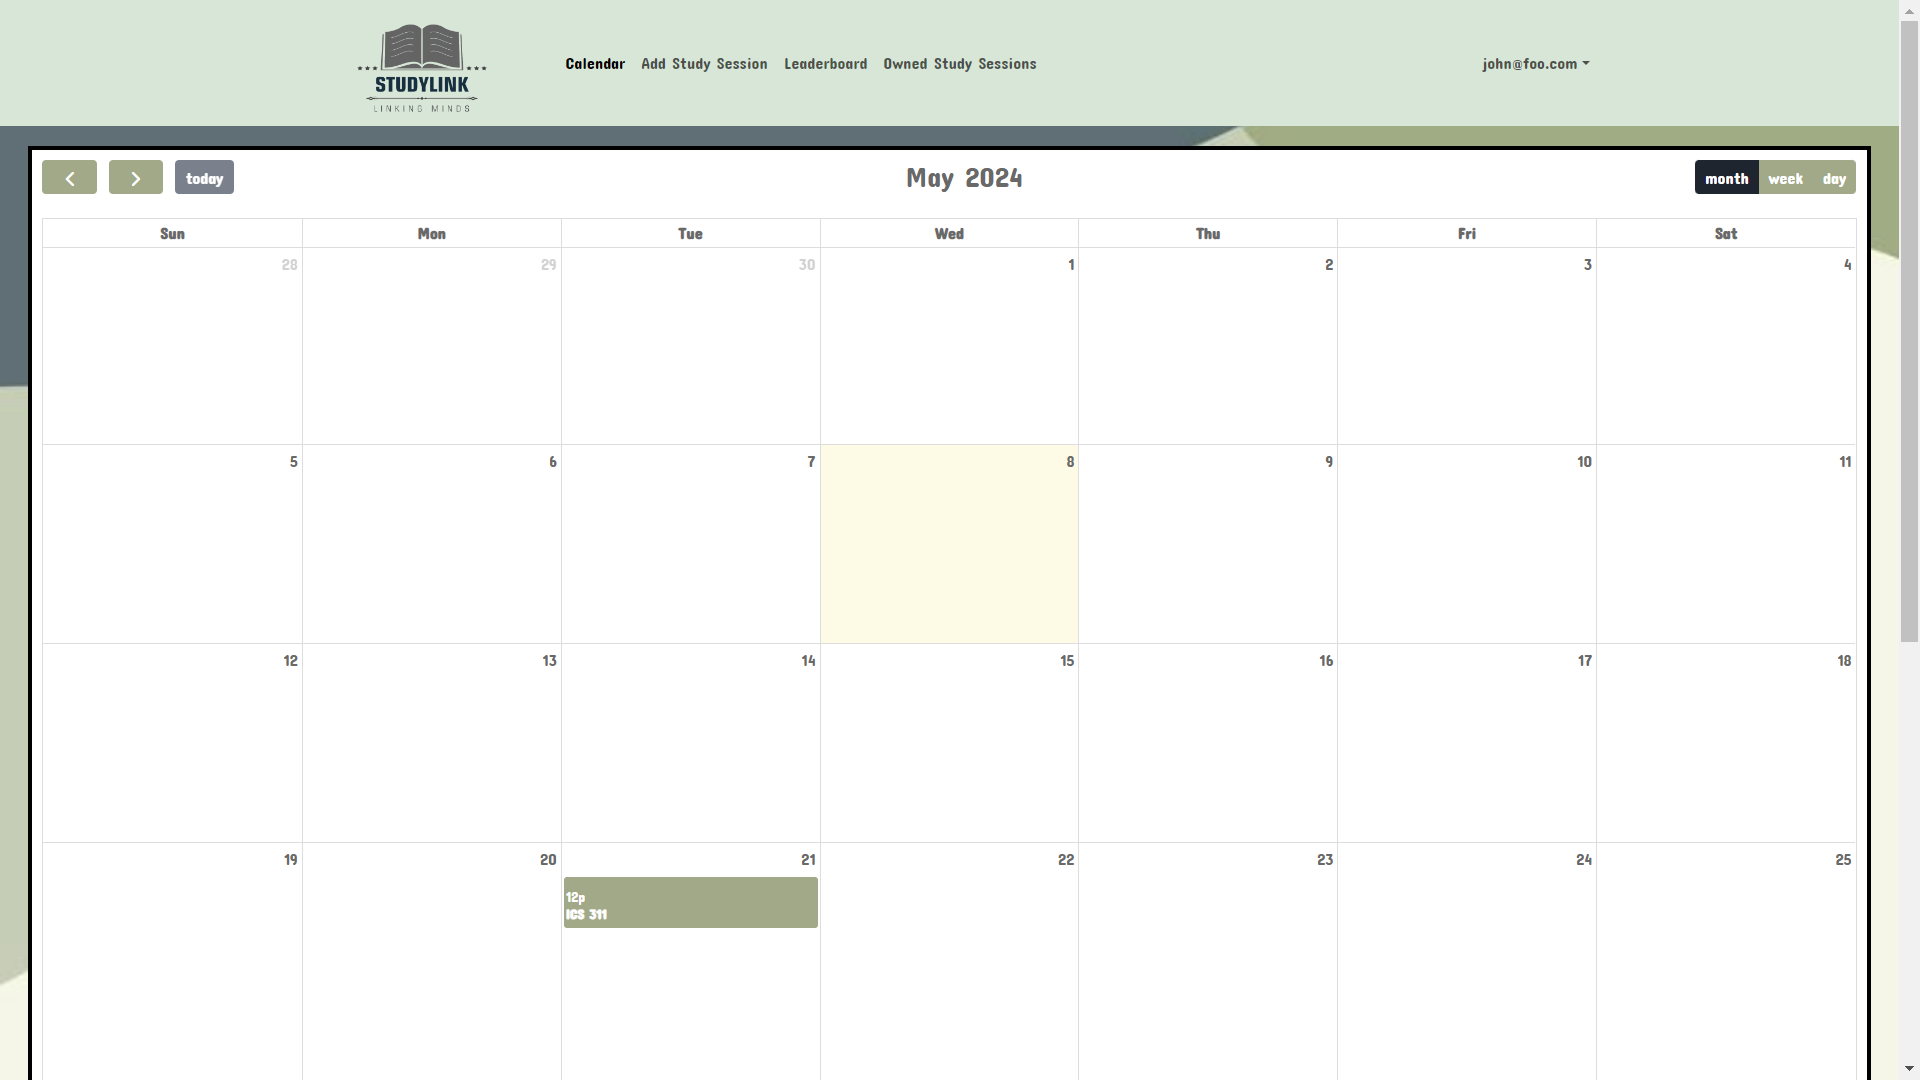 STUDYLINK
LINKING MINDS
Calendar Add Study Session Leaderboard Owned Study Sessions
john@foo.com
today
May 2024
month week day
Sun Mon Tue Wed Thu Fri Sat
28 29 30 1 2 3 4
5 6 7 8 9 10 11
12 13 14 15 16 17 18
19 20 21 22 23 24 25
12p
ICS 311